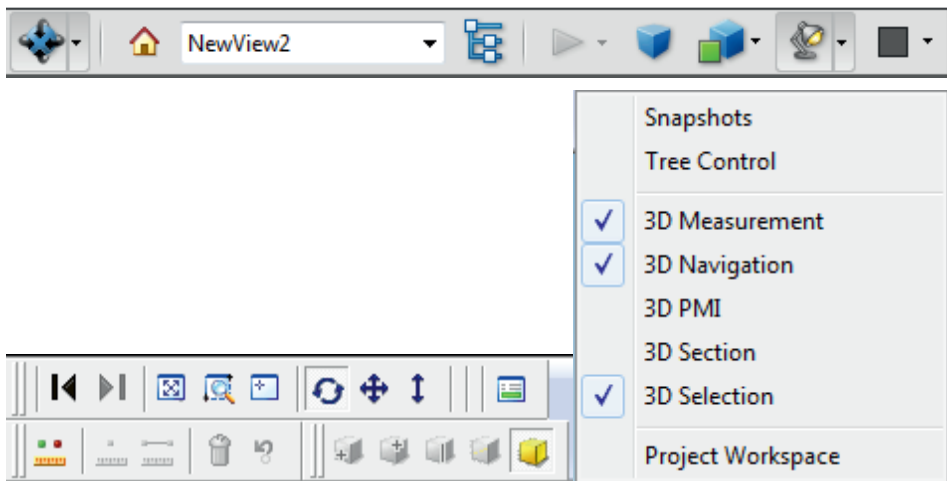 NewView2
Snapshots
Tree Control
3D Measurement
3D Navigation
3D PMI
3D Section
3D Selection
Project Workspace